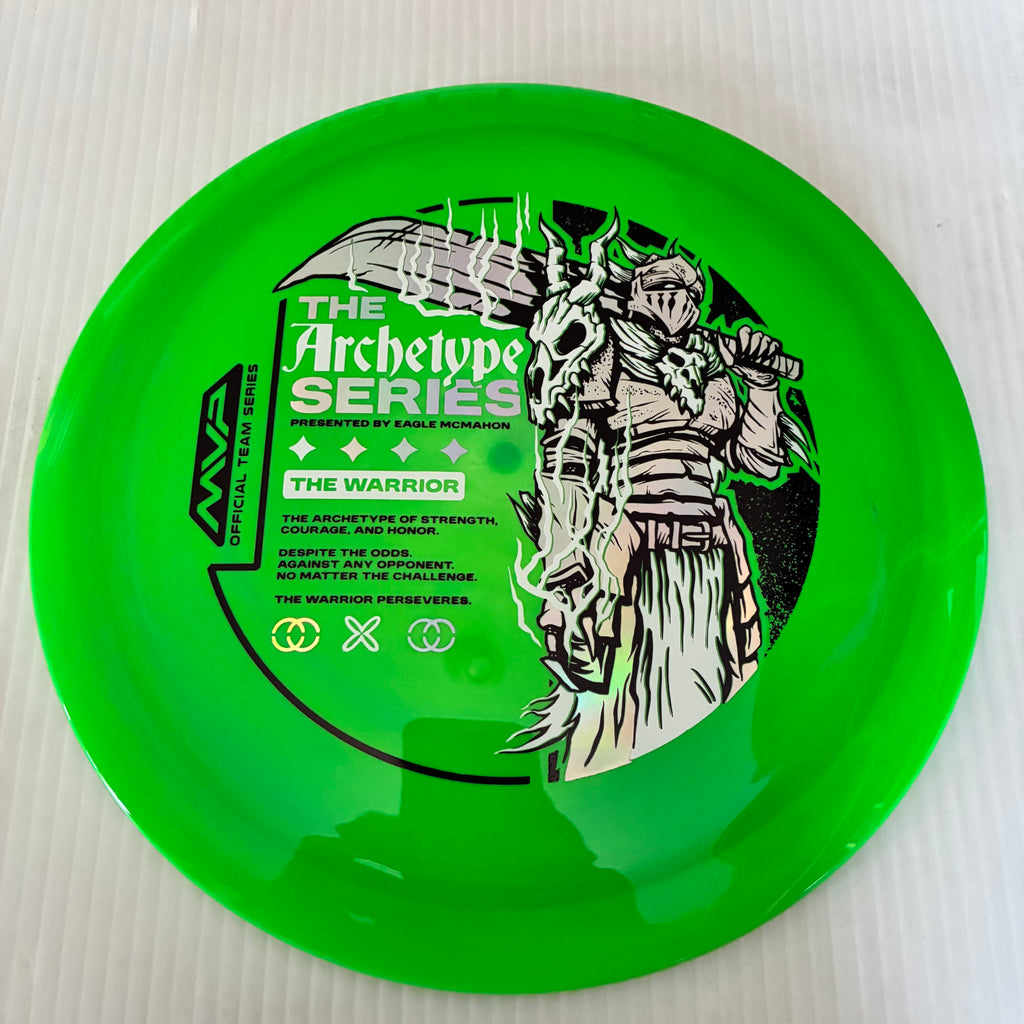 THE
Archetype
SERIES
PRESENTED BY EAGLE MCMAHON
THE WARRIOR
THE ARCHETYPE OF STRENGTH,
COURAGE, AND HONOR.
DESPITE THE ODDS.
AGAINST ANY OPPONENT.
NO MATTER THE CHALLENGE.
THE WARRIOR PERSEVERES.
MVP
OFFICIAL TEAM SERIES